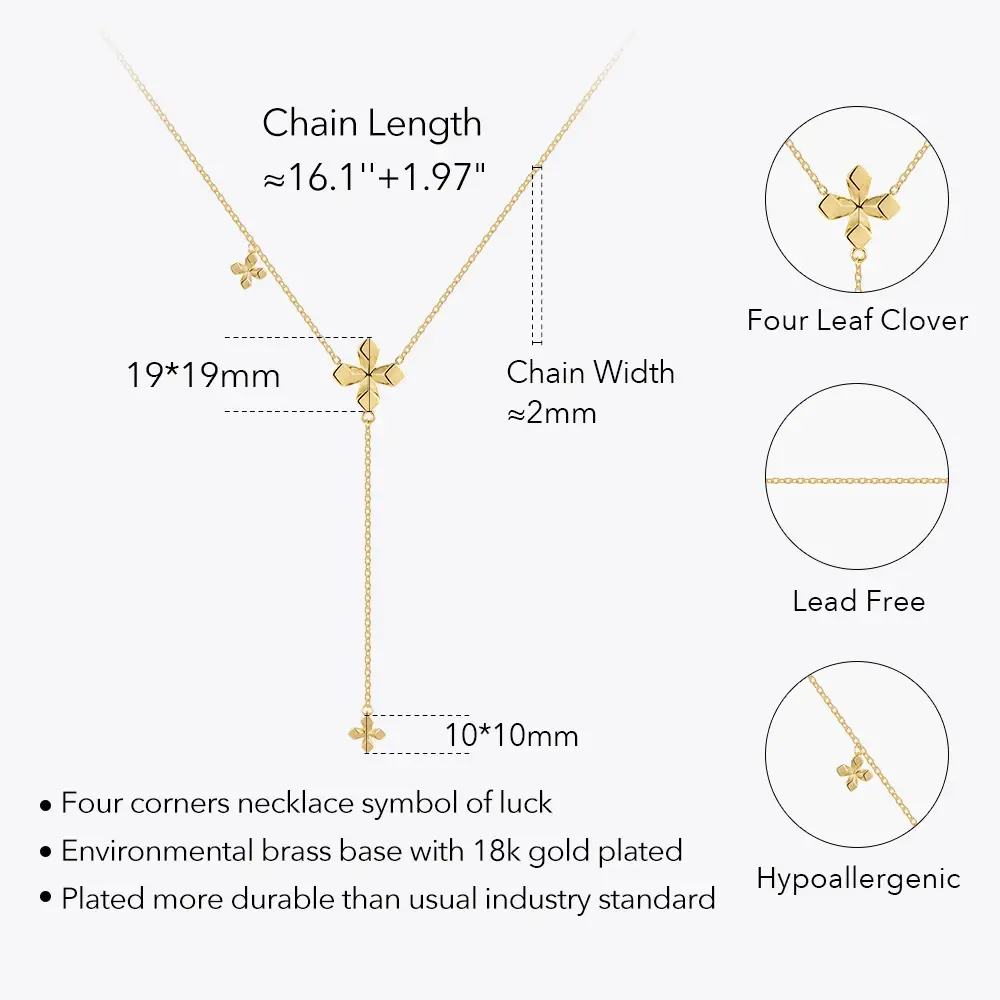 Chain Length
≈16.1''+1.97"
19*19mm
Chain Width
≈2mm
10*10mm
Four Leaf Clover
Lead Free
Hypoallergenic
• Four corners necklace symbol of luck
• Environmental brass base with 18k gold plated
• Plated more durable than usual industry standard